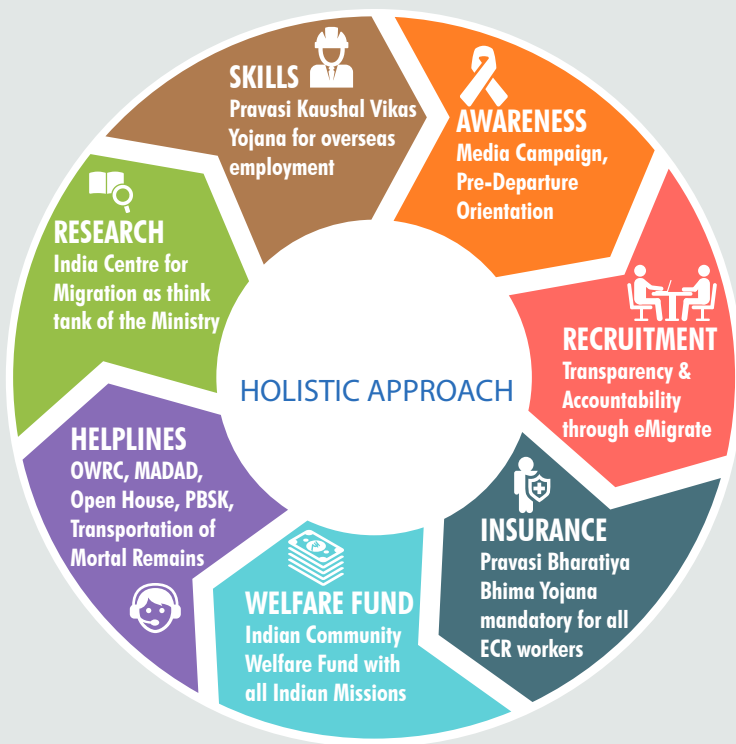 SKILLS
Pravasi Kaushal Vikas
Yojana for overseas
employment
AWARENESS
Media Campaign,
Pre-Departure
Orientation
RECRUITMENT
Transparency &
Accountability
through eMigrate
INSURANCE
Pravasi Bharatiya
Bhima Yojana
mandatory for all
ECR workers
WELFARE FUND
Indian Community
Welfare Fund with
all Indian Missions
HELPLINES
OWRC, MADAD,
Open House, PBSK,
Transportation of
Mortal Remains
RESEARCH
India Centre for
Migration as think
tank of the Ministry
HOLISTIC APPROACH